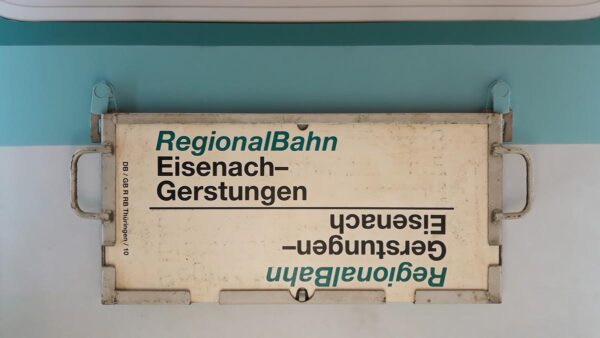 RegionalBahn
Eisenach–
Gerstungen
RegionalBahn
Gerstungen-
Eisenach
DB / GB R RB Thüringen / 10